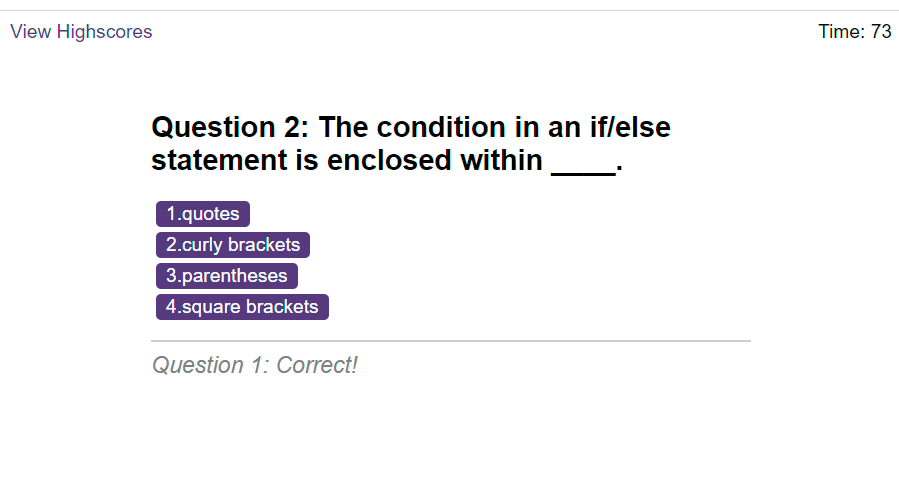 View Highscores
Time: 73
Question 2: The condition in an if/else
statement is enclosed within ____.
1.quotes
2.curly brackets
3.parentheses
4.square brackets
Question 1: Correct!